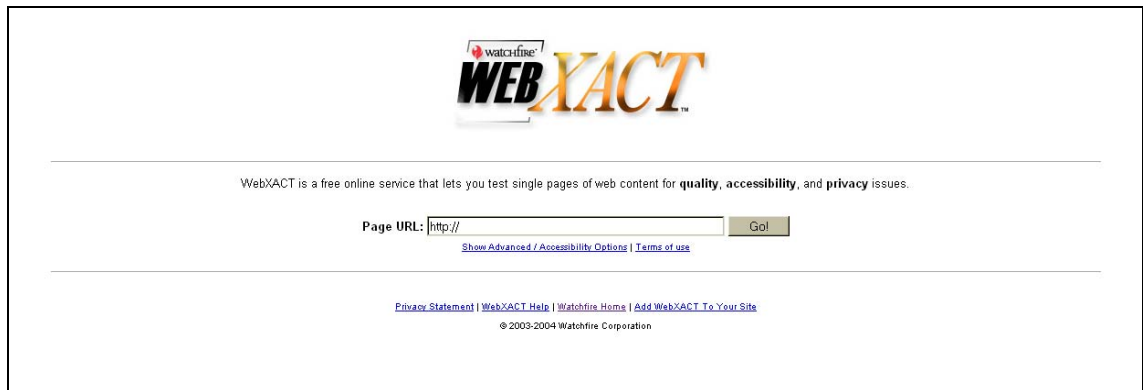 watchfire
WEBXACT™
WebXACT is a free online service that lets you test single pages of web content for quality, accessibility, and privacy issues.
Page URL: http:// Go!
Show Advanced / Accessibility Options | Terms of use
Privacy Statement | WebXACT Help | Watchfire Home | Add WebXACT To Your Site
© 2003-2004 Watchfire Corporation